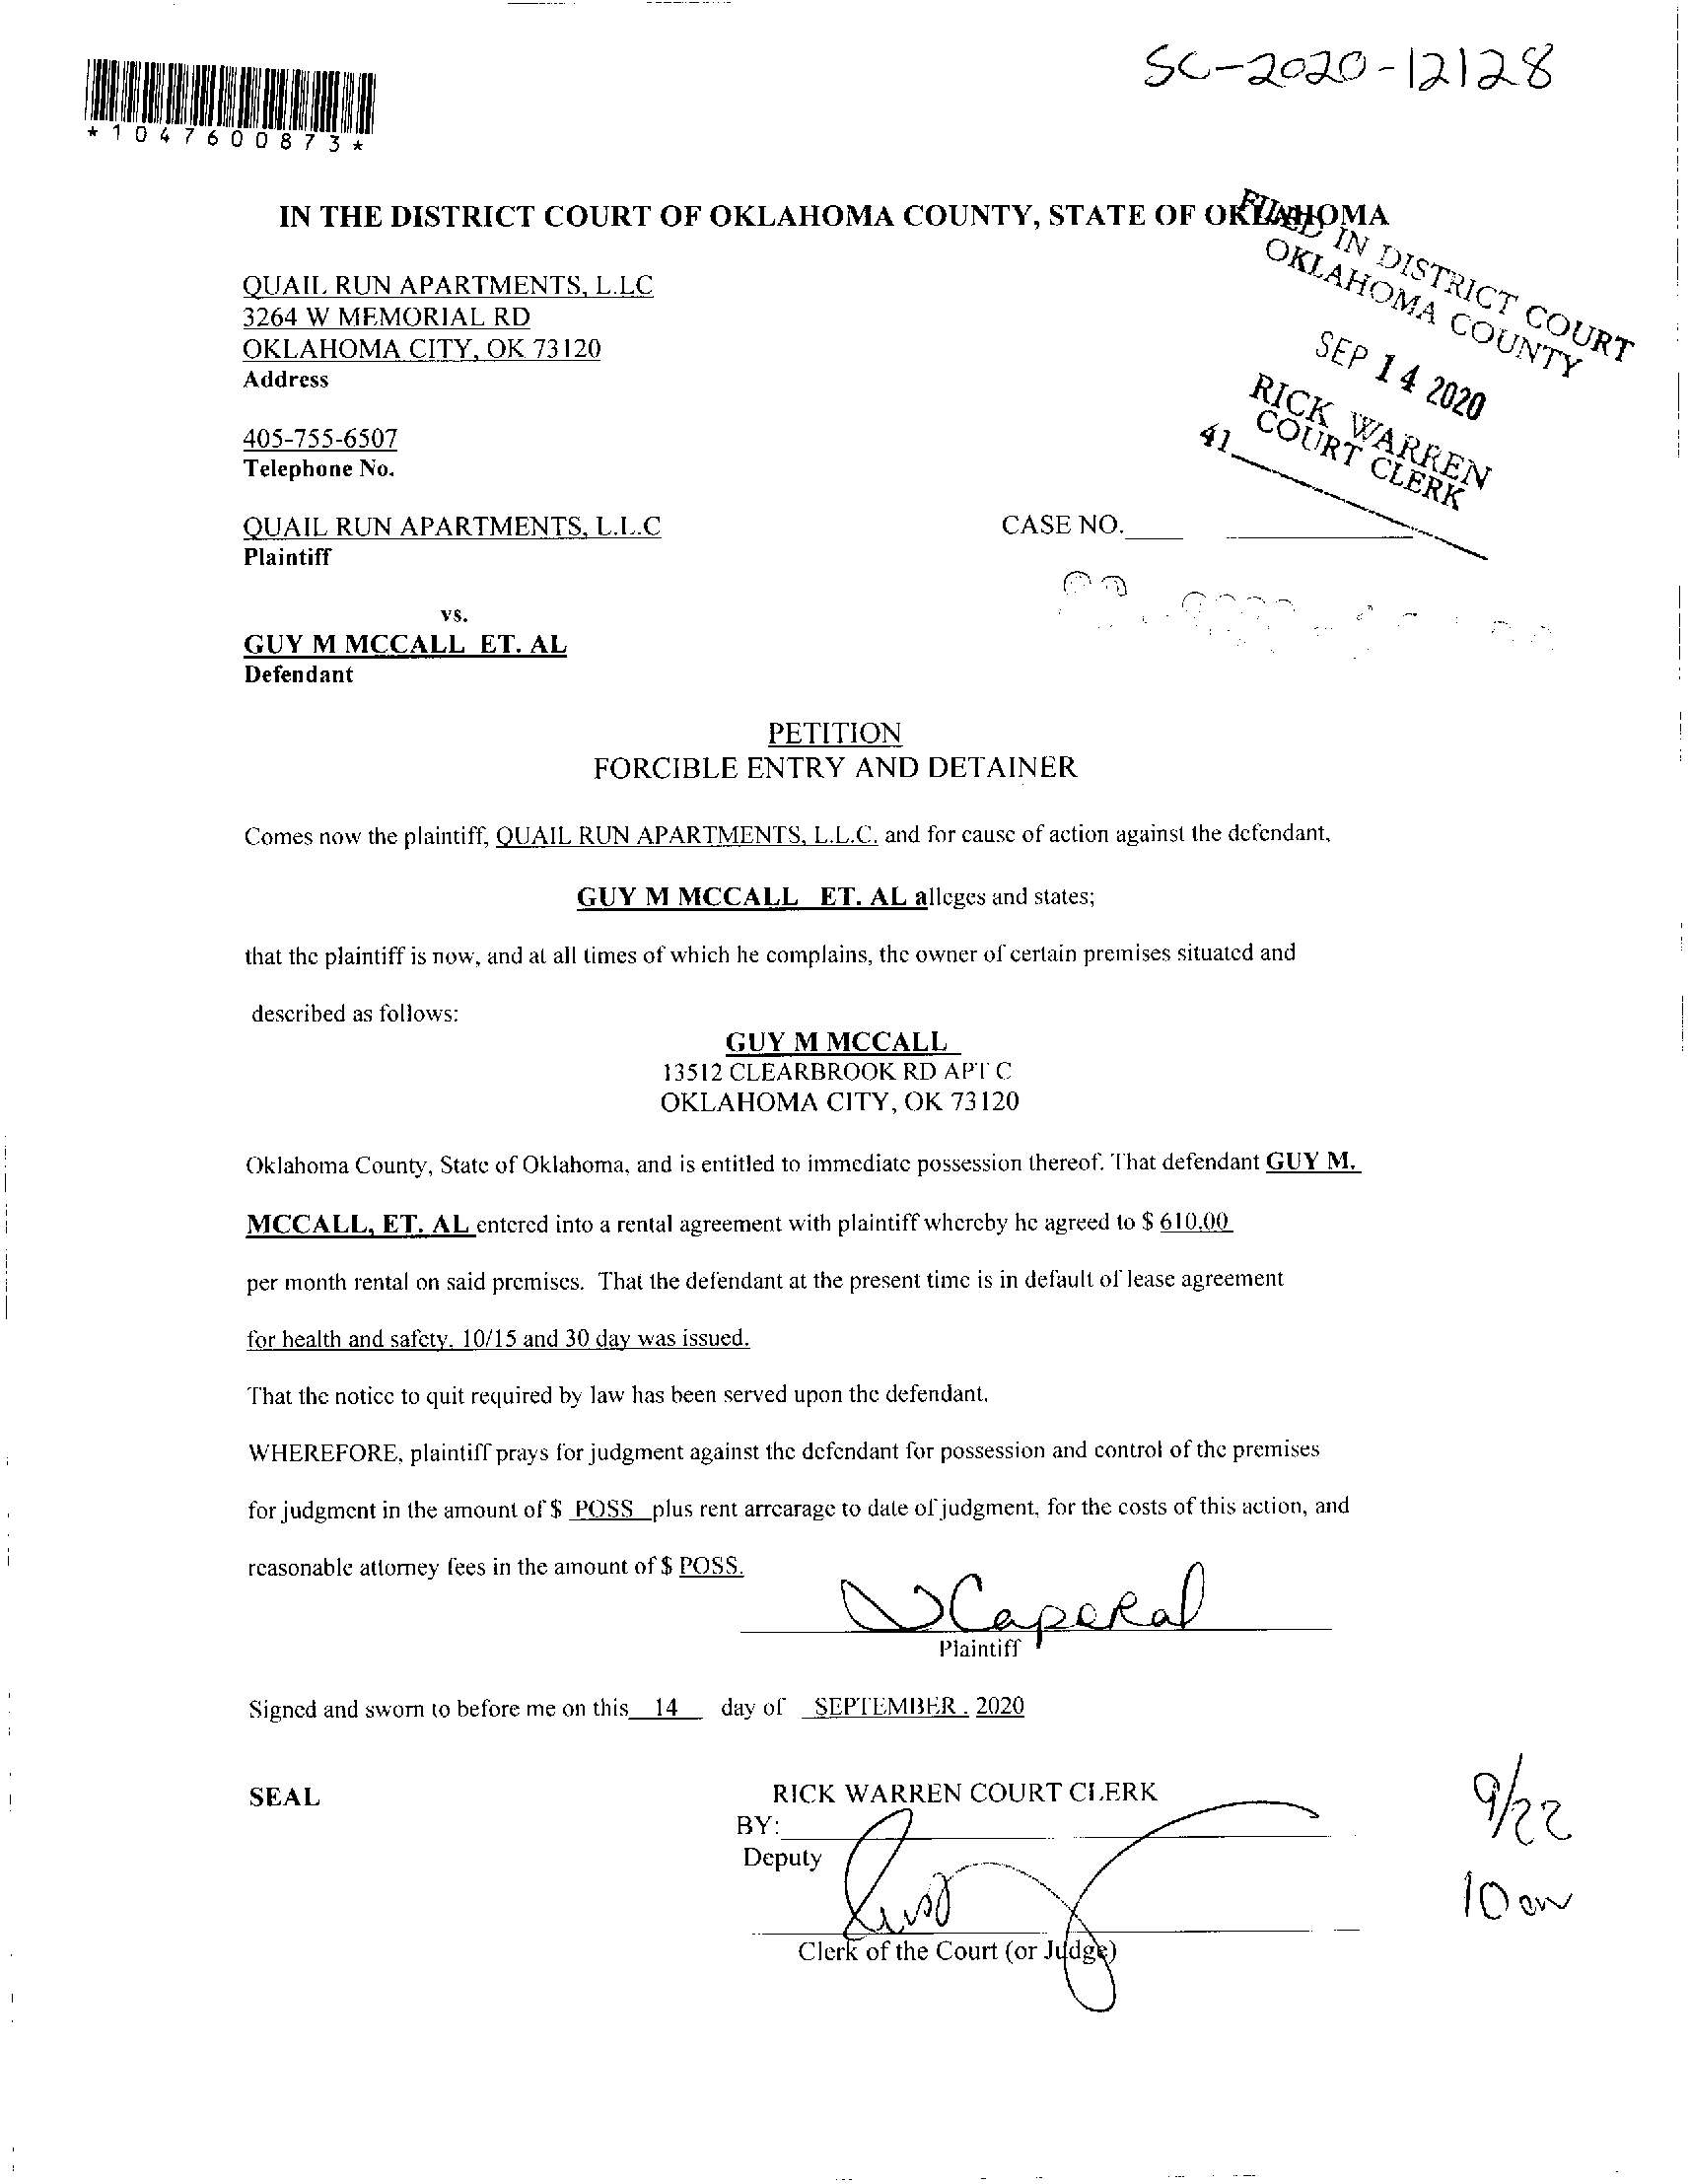 SC-2020-12128
*1047600873*
IN THE DISTRICT COURT OF OKLAHOMA COUNTY, STATE OF OKLAHOMA
FILED IN DISTRICT COURT
OKLAHOMA COUNTY
SEP 14 2020
RICK WARREN
COURT CLERK
41
QUAIL RUN APARTMENTS, L.LC
3264 W MEMORIAL RD
OKLAHOMA CITY, OK 73120
Address
405-755-6507
Telephone No.
QUAIL RUN APARTMENTS, L.L.C
CASE NO.
Plaintiff
vs.
GUY M MCCALL ET. AL
Defendant
PETITION
FORCIBLE ENTRY AND DETAINER
Comes now the plaintiff, QUAIL RUN APARTMENTS, L.L.C. and for cause of action against the defendant,
GUY M MCCALL ET. AL alleges and states;
that the plaintiff is now, and at all times of which he complains, the owner of certain premises situated and
described as follows:
GUY M MCCALL
13512 CLEARBROOK RD APT C
OKLAHOMA CITY, OK 73120
Oklahoma County, State of Oklahoma, and is entitled to immediate possession thereof. That defendant GUY M.
MCCALL, ET. AL entered into a rental agreement with plaintiff whereby he agreed to $ 610.00
per month rental on said premises. That the defendant at the present time is in default of lease agreement
for health and safety. 10/15 and 30 day was issued.
That the notice to quit required by law has been served upon the defendant.
WHEREFORE, plaintiff prays for judgment against the defendant for possession and control of the premises
for judgment in the amount of $ POSS plus rent arrearage to date of judgment, for the costs of this action, and
reasonable attorney fees in the amount of $ POSS.
Caperal
Plaintiff
Signed and sworn to before me on this 14 day of SEPTEMBER . 2020
SEAL
RICK WARREN COURT CLERK
BY:
Deputy
Clerk of the Court (or Judge)
9/22
10 am